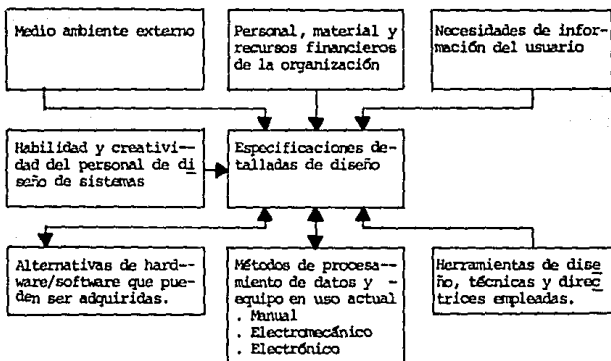 Medio ambiente externo
Personal, material y
recursos financieros
de la organización
Necesidades de infor-
mación del usuario
Habilidad y creativi-
dad del personal de di
seño de sistemas
Especificaciones de-
talladas de diseño
Alternativas de hard--
ware/software que pue-
den ser adquiridas.
Métodos de procesa--
miento de datos y -
equipo en uso actual
. Manual
. Electromecánico
. Electrónico
Herramientas de dise
ño, técnicas y direc
trices empleadas.